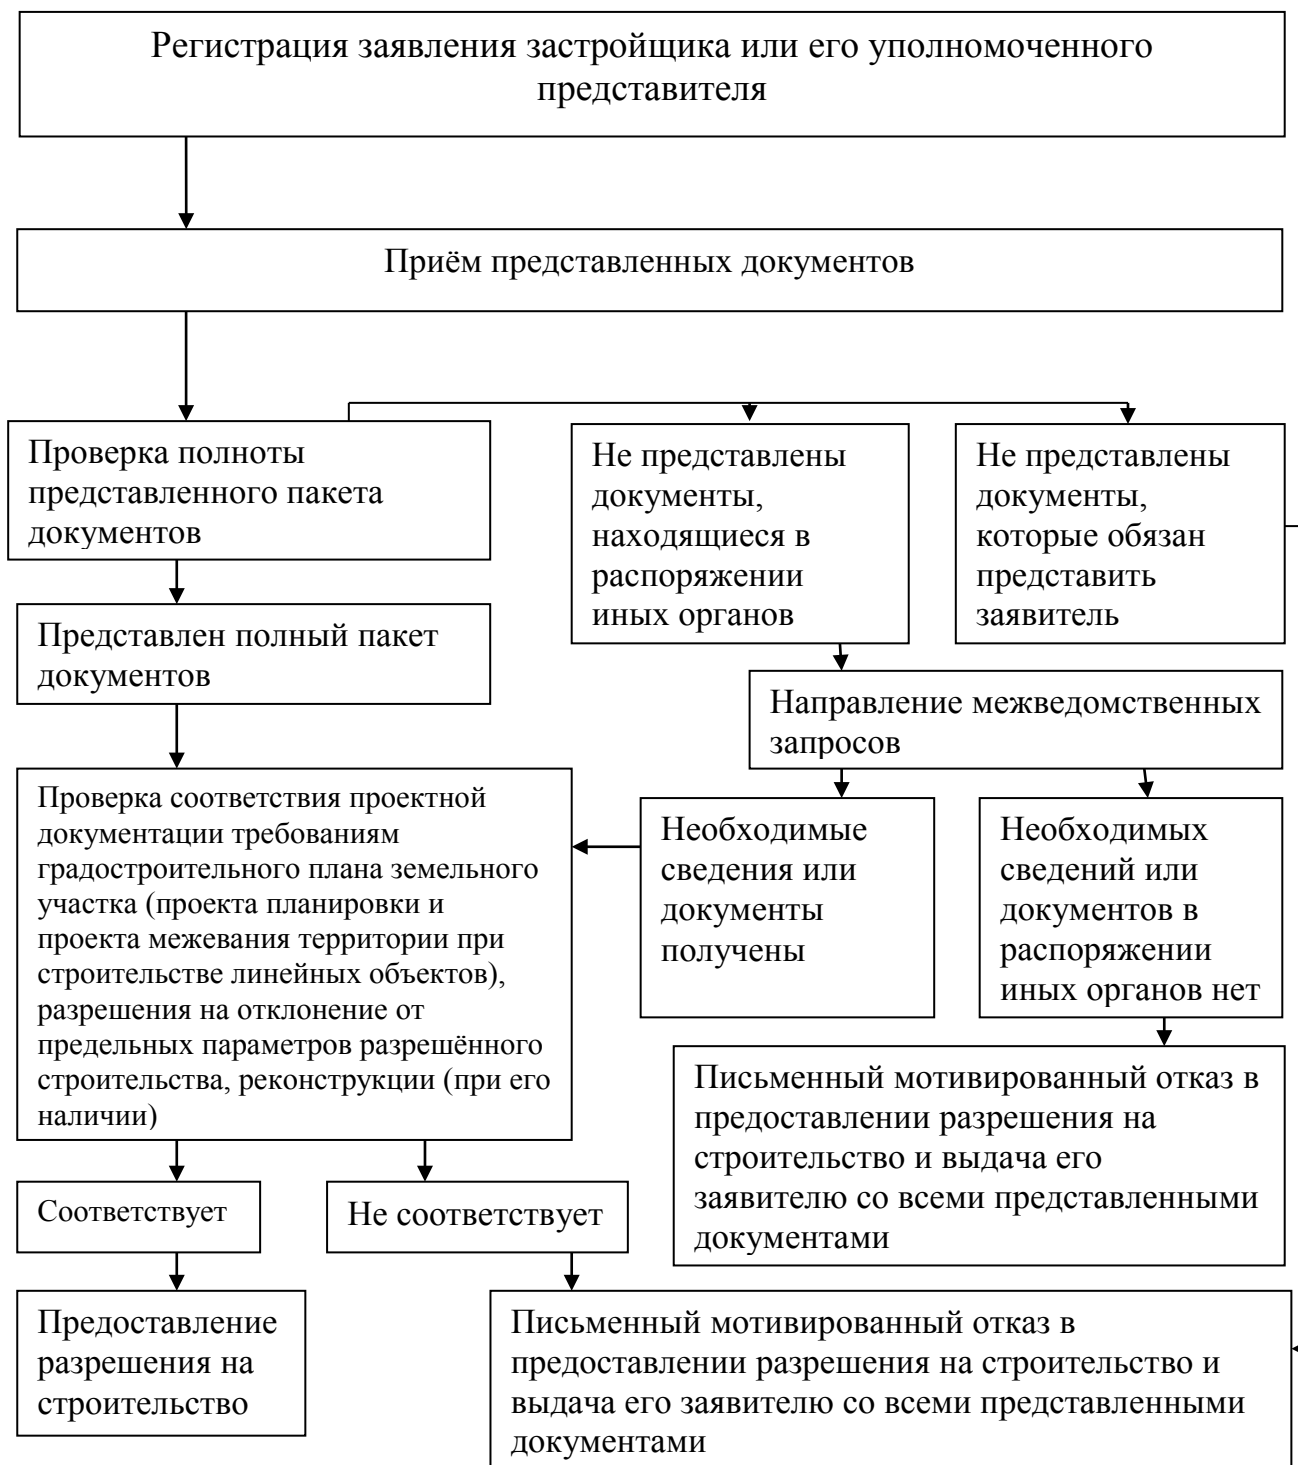 Регистрация заявления застройщика или его уполномоченного
представителя
Приём представленных документов
Проверка полноты
представленного пакета
документов
Не представлены
документы,
находящиеся в
распоряжении
иных органов
Не представлены
документы,
которые обязан
представить
заявитель
Представлен полный пакет
документов
Направление межведомственных
запросов
Проверка соответствия проектной
документации требованиям
градостроительного плана земельного
участка (проекта планировки и
проекта межевания территории при
строительстве линейных объектов),
разрешения на отклонение от
предельных параметров разрешённого
строительства, реконструкции (при его
наличии)
Необходимые
сведения или
документы
получены
Необходимых
сведений или
документов в
распоряжении
иных органов нет
Письменный мотивированный отказ в
предоставлении разрешения на
строительство и выдача его
заявителю со всеми представленными
документами
Соответствует
Не соответствует
Предоставление
разрешения на
строительство
Письменный мотивированный отказ в
предоставлении разрешения на строительство и
выдача его заявителю со всеми представленными
документами